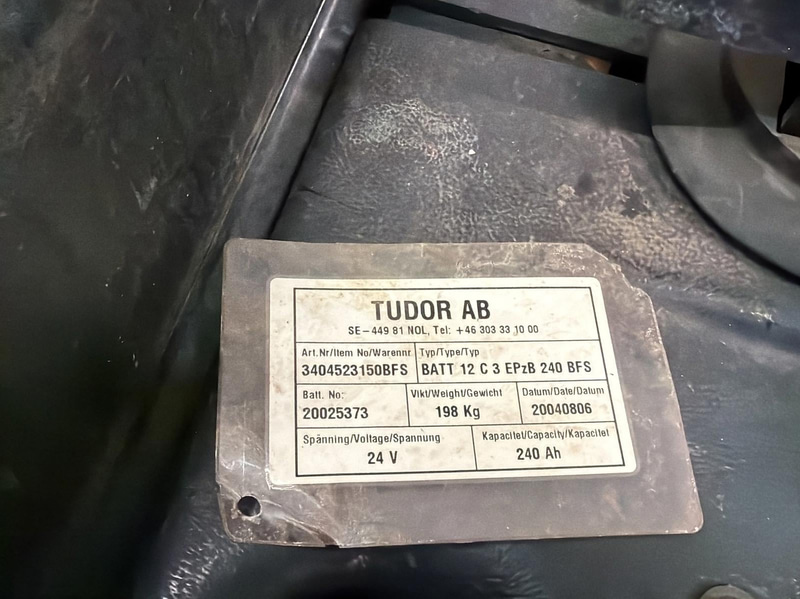 TUDOR AB
SE-449 81 NOL, Tel: +46 303 33 10 00
Art.Nr/Item No/Warennr. Typ/Type/Typ
3404523150BFS BATT 12 C 3 EPzB 240 BFS
Batt. No: Vikt/Weight/Gewicht Datum/Date/Datum
20025373 198 Kg 20040806
Spänning/Voltage/Spannung Kapacitet/Capacity/Kapacitet
24 V 240 Ah